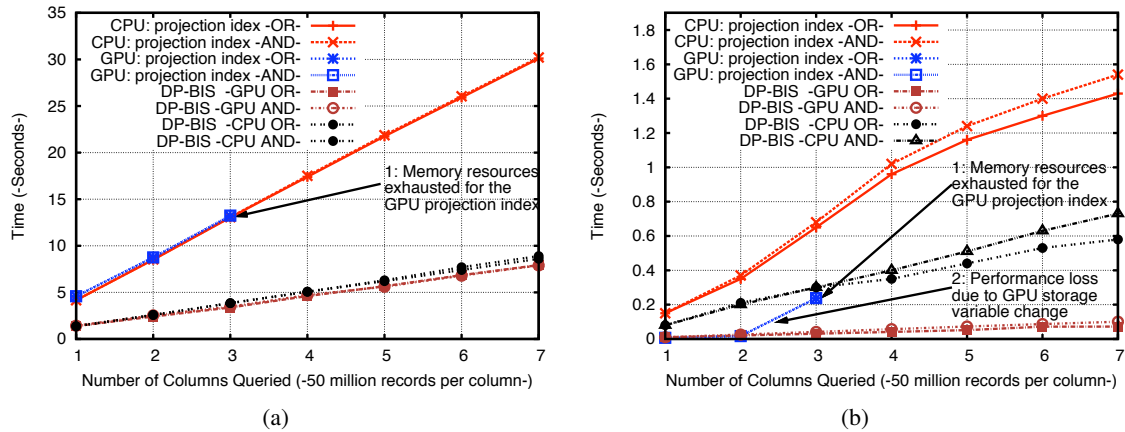 35
30
25
20
15
10
5
0
Time (-Seconds-)
CPU: projection idex -OR-
CPU: projection index -AND-
GPU: projection index -OR-
GPU: projection index -AND-
DP-BIS -GPU OR-
DP-BIS -GPU AND-
DP-BIS -CPU OR-
DP-BIS -CPU AND-
1: Memory resources
exhausted for the
GPU projection index
1 2 3 4 5 6 7
Number of Columns Queried (-50 million records per column-)
(a)
1.8
1.6
1.4
1.2
1
0.8
0.6
0.4
0.2
0
Time (-Seconds-)
CPU: projection index -OR-
CPU: projection index -AND-
GPU: projection index -OR-
GPU: projection index -AND-
DP-BIS -GPU OR-
DP-BIS -GPU AND-
DP-BIS -CPU OR-
DP-BIS -CPU AND-
1: Memory resources
exhausted for the
GPU projection index
2: Performance loss
due to GPU storage
variable change
1 2 3 4 5 6 7
Number of Columns Queried (-50 million records per column-)
(b)